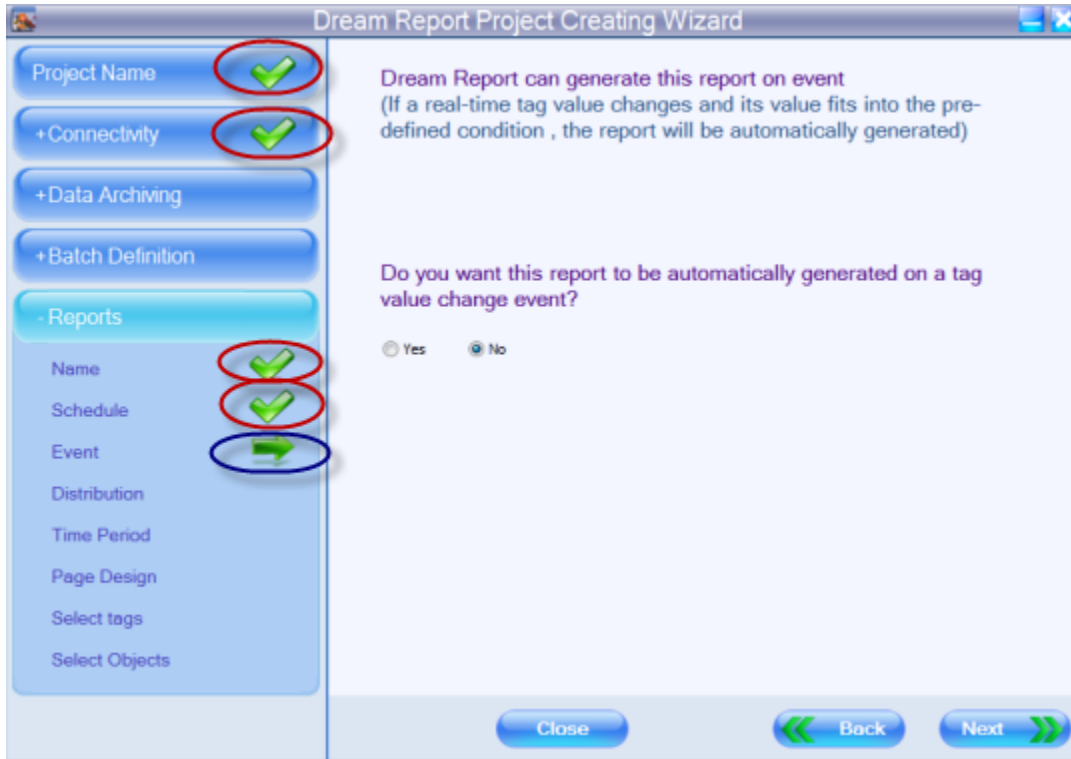 Dream Report Project Creating Wizard
Project Name
+Connectivity
+Data Archiving
+Batch Definition
- Reports
Name
Schedule
Event
Distribution
Time Period
Page Design
Select tags
Select Objects
Dream Report can generate this report on event
(If a real-time tag value changes and its value fits into the pre-
defined condition , the report will be automatically generated)
Do you want this report to be automatically generated on a tag
value change event?
Yes No
Close Back Next